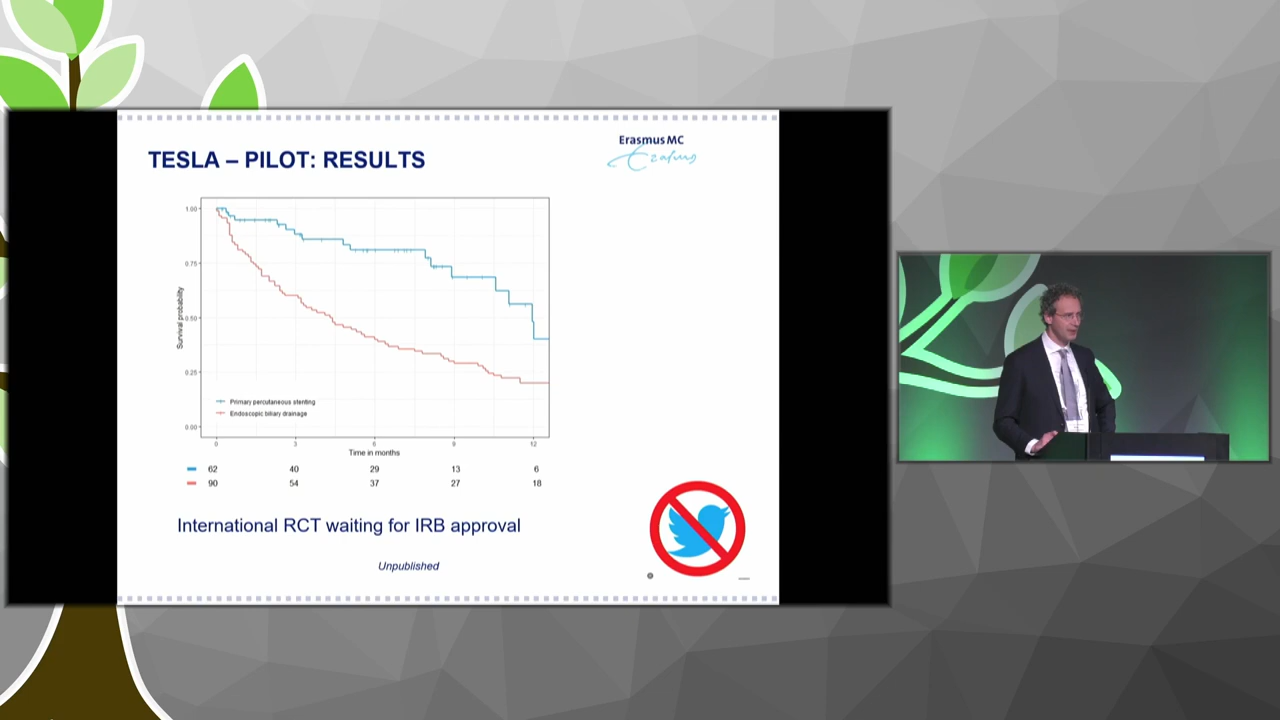 TESLA – PILOT: RESULTS
Erasmus MC
Erasmus
1.00
0.75
0.50
0.25
0.00
Survival probability
Primary percutaneous stenting
Endoscopic biliary drainage
0 3 6 9 12
Time in months
62 40 29 13 6
90 54 37 27 18
International RCT waiting for IRB approval
Unpublished